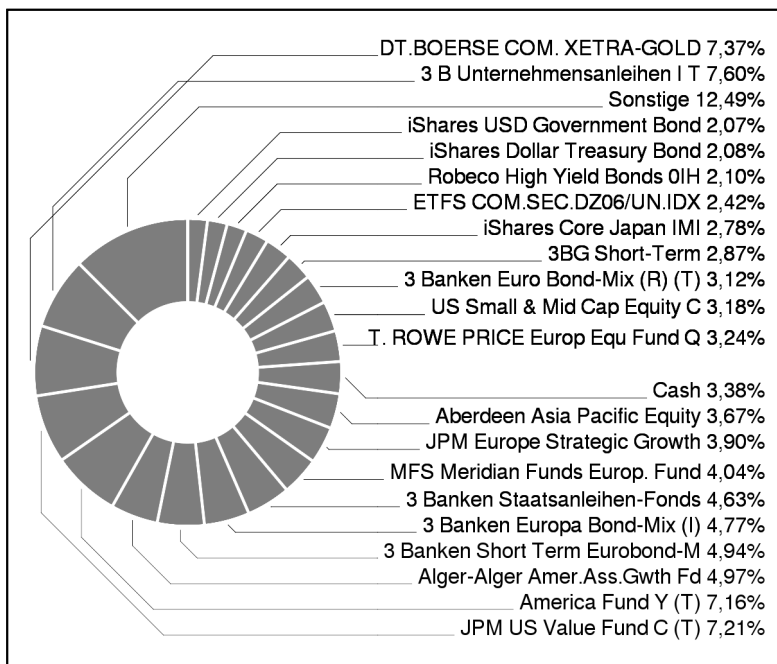 DT.BOERSE COM. XETRA-GOLD 7,37%
3 B Unternehmensanleihen I T 7,60%
Sonstige 12,49%
iShares USD Government Bond 2,07%
iShares Dollar Treasury Bond 2,08%
Robeco High Yield Bonds 0IH 2,10%
ETFS COM.SEC.DZ06/UN.IDX 2,42%
iShares Core Japan IMI 2,78%
3BG Short-Term 2,87%
3 Banken Euro Bond-Mix (R) (T) 3,12%
US Small & Mid Cap Equity C 3,18%
T. ROWE PRICE Europ Equ Fund Q 3,24%
Cash 3,38%
Aberdeen Asia Pacific Equity 3,67%
JPM Europe Strategic Growth 3,90%
MFS Meridian Funds Europ. Fund 4,04%
3 Banken Staatsanleihen-Fonds 4,63%
3 Banken Europa Bond-Mix (I) 4,77%
3 Banken Short Term Eurobond-M 4,94%
Alger-Alger Amer.Ass.Gwth Fd 4,97%
America Fund Y (T) 7,16%
JPM US Value Fund C (T) 7,21%